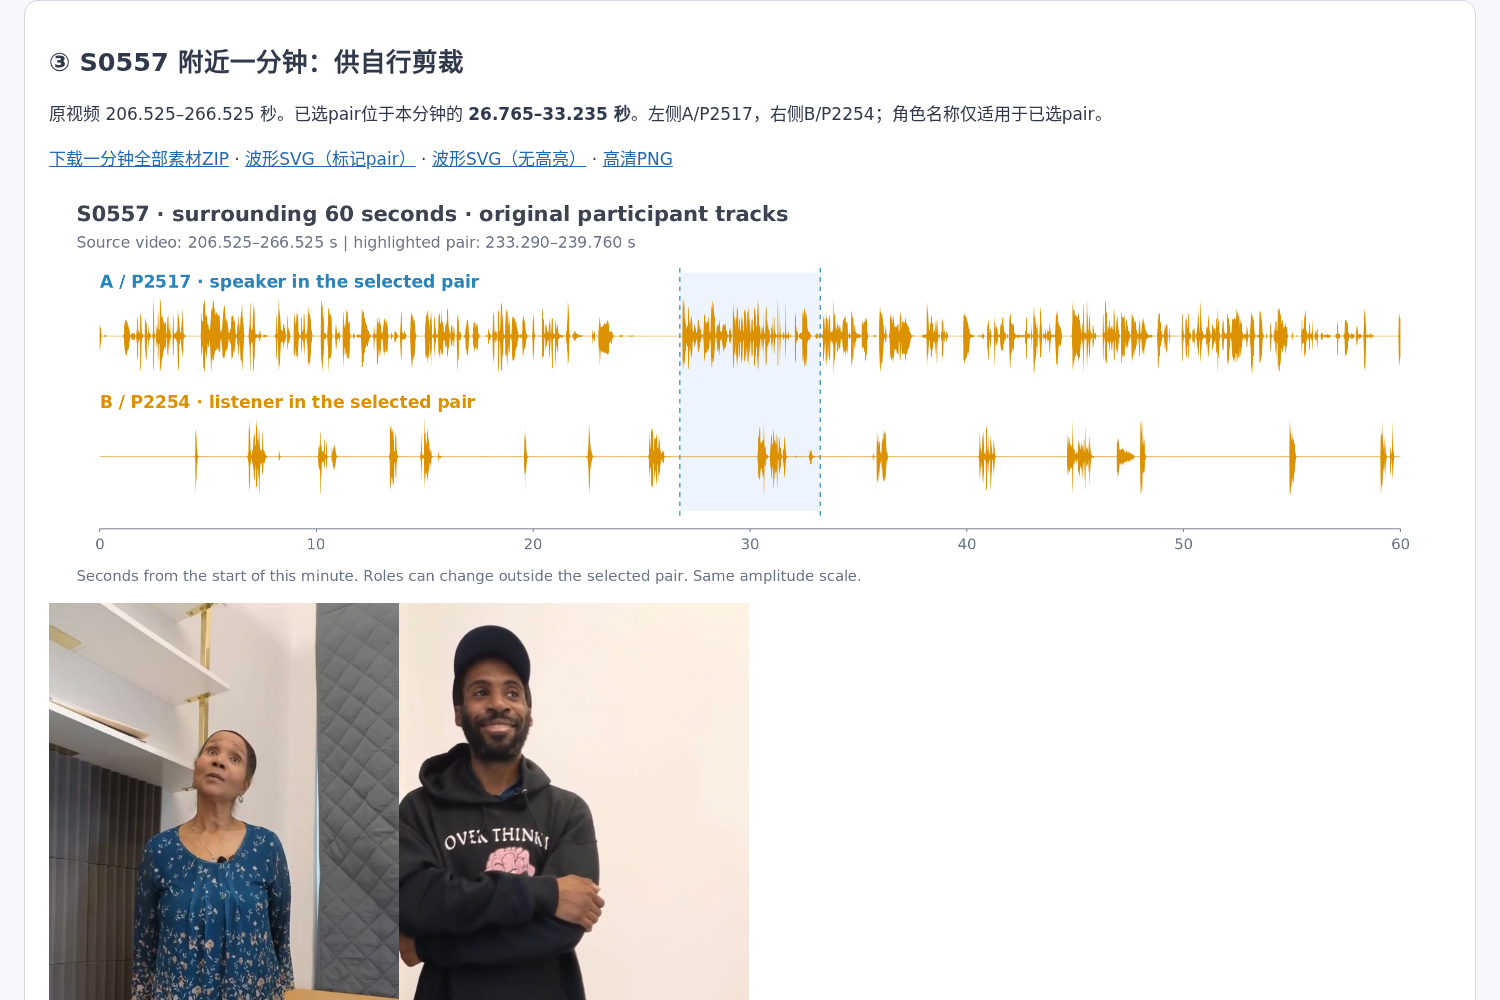 ③ S0557 附近一分钟：供自行剪裁
原视频 206.525–266.525 秒。已选pair位于本分钟的 26.765–33.235 秒。左侧A/P2517，右侧B/P2254；角色名称仅适用于已选pair。
下载一分钟全部素材ZIP · 波形SVG（标记pair） · 波形SVG（无高亮） · 高清PNG
S0557 · surrounding 60 seconds · original participant tracks
Source video: 206.525–266.525 s | highlighted pair: 233.290–239.760 s
A / P2517 · speaker in the selected pair
B / P2254 · listener in the selected pair
0 10 20 30 40 50 60
Seconds from the start of this minute. Roles can change outside the selected pair. Same amplitude scale.
OVER THINK